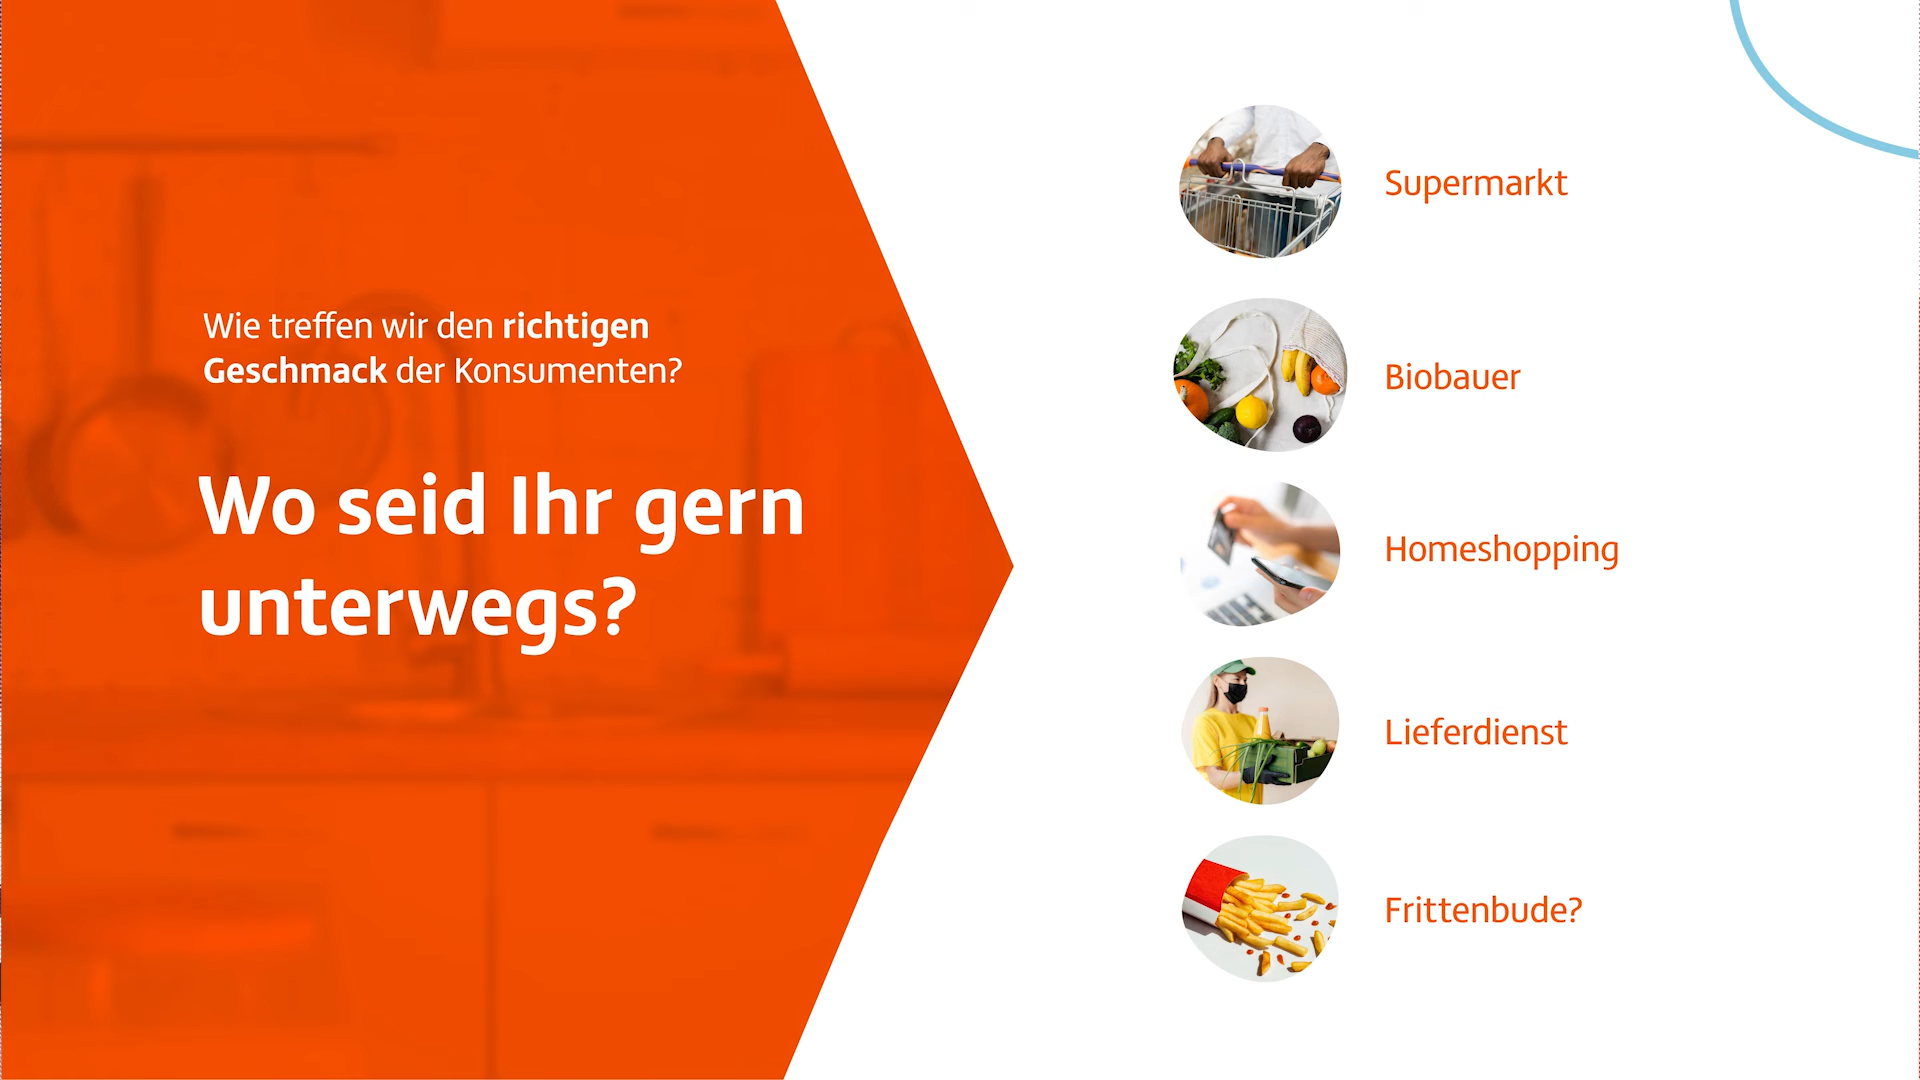 Wie treffen wir den richtigen
Geschmack der Konsumenten?
Wo seid Ihr gern
unterwegs?
Supermarkt
Biobauer
Homeshopping
Lieferdienst
Frittenbude?